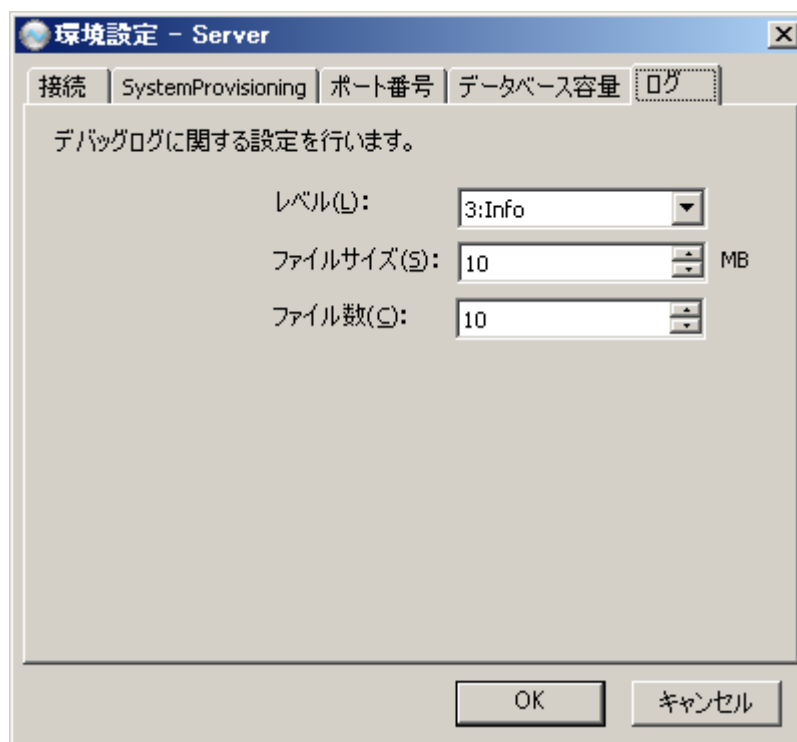 環境設定 - Server
接続 SystemProvisioning ポート番号 データベース容量 ログ
デバッグログに関する設定を行います。
レベル(L): 3:Info
ファイルサイズ(S): 10 MB
ファイル数(C): 10
OK キャンセル